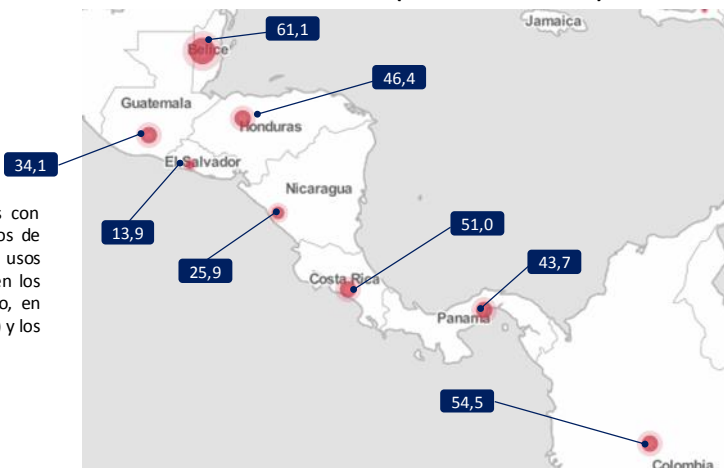 Jamaica
61,1
Belice
46,4
Guatemala
Honduras
34,1
El Salvador
Nicaragua
13,9
51,0
25,9
Costa Rica
43,7
Panamá
54,5
Colombia
s con
os de
usos
en los
o, en
y los